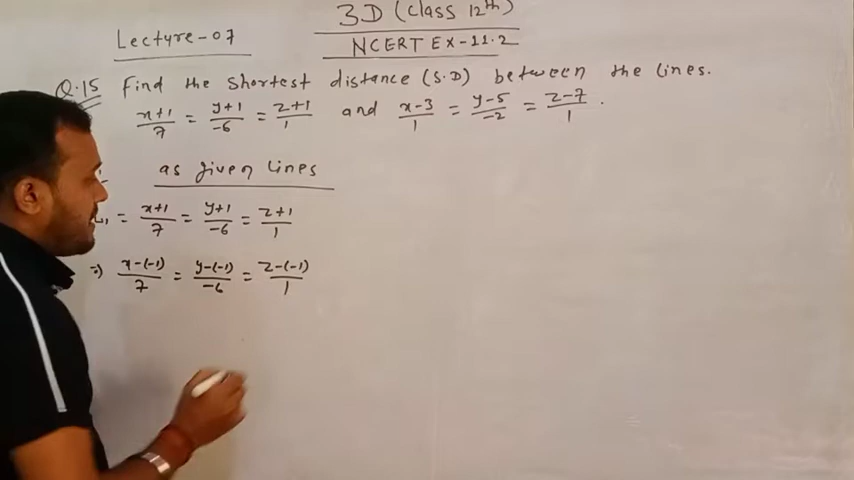 Lecture-07
3D (Class 12th)
NCERT EX-11.2
Q.15 Find the Shortest distance (S.D) between the lines.
x+1/7 = y+1/-6 = z+1/1 and x-3/1 = y-5/-2 = z-7/1 .
as given lines
= x+1/7 = y+1/-6 = z+1/1
=) x-(-1)/7 = y-(-1)/-6 = z-(-1)/1